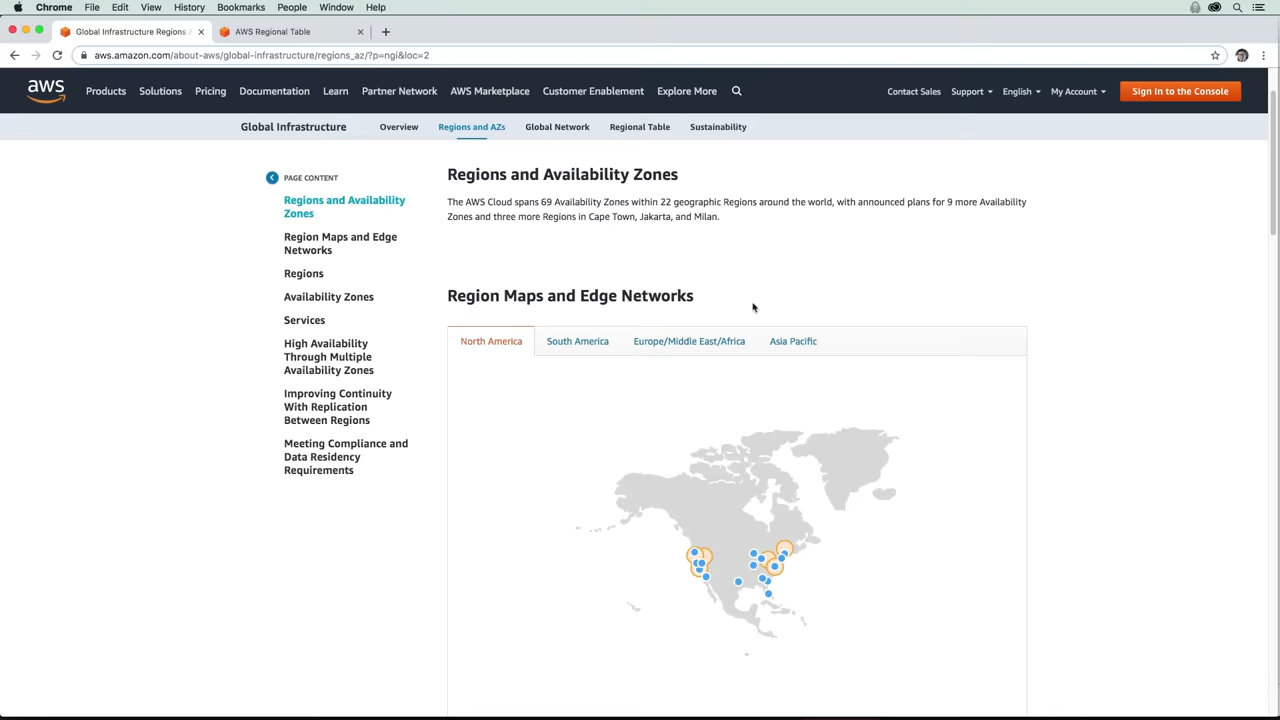 Chrome File Edit View History Bookmarks People Window Help
Global Infrastructure Regions & AWS Regional Table
aws.amazon.com/about-aws/global-infrastructure/regions_az/?p=ngi&loc=2
aws Products Solutions Pricing Documentation Learn Partner Network AWS Marketplace Customer Enablement Explore More Contact Sales Support English My Account Sign In to the Console
Global Infrastructure Overview Regions and AZs Global Network Regional Table Sustainability
PAGE CONTENT
Regions and Availability
Zones
Region Maps and Edge
Networks
Regions
Availability Zones
Services
High Availability
Through Multiple
Availability Zones
Improving Continuity
With Replication
Between Regions
Meeting Compliance and
Data Residency
Requirements
Regions and Availability Zones
The AWS Cloud spans 69 Availability Zones within 22 geographic Regions around the world, with announced plans for 9 more Availability
Zones and three more Regions in Cape Town, Jakarta, and Milan.
Region Maps and Edge Networks
North America South America Europe/Middle East/Africa Asia Pacific